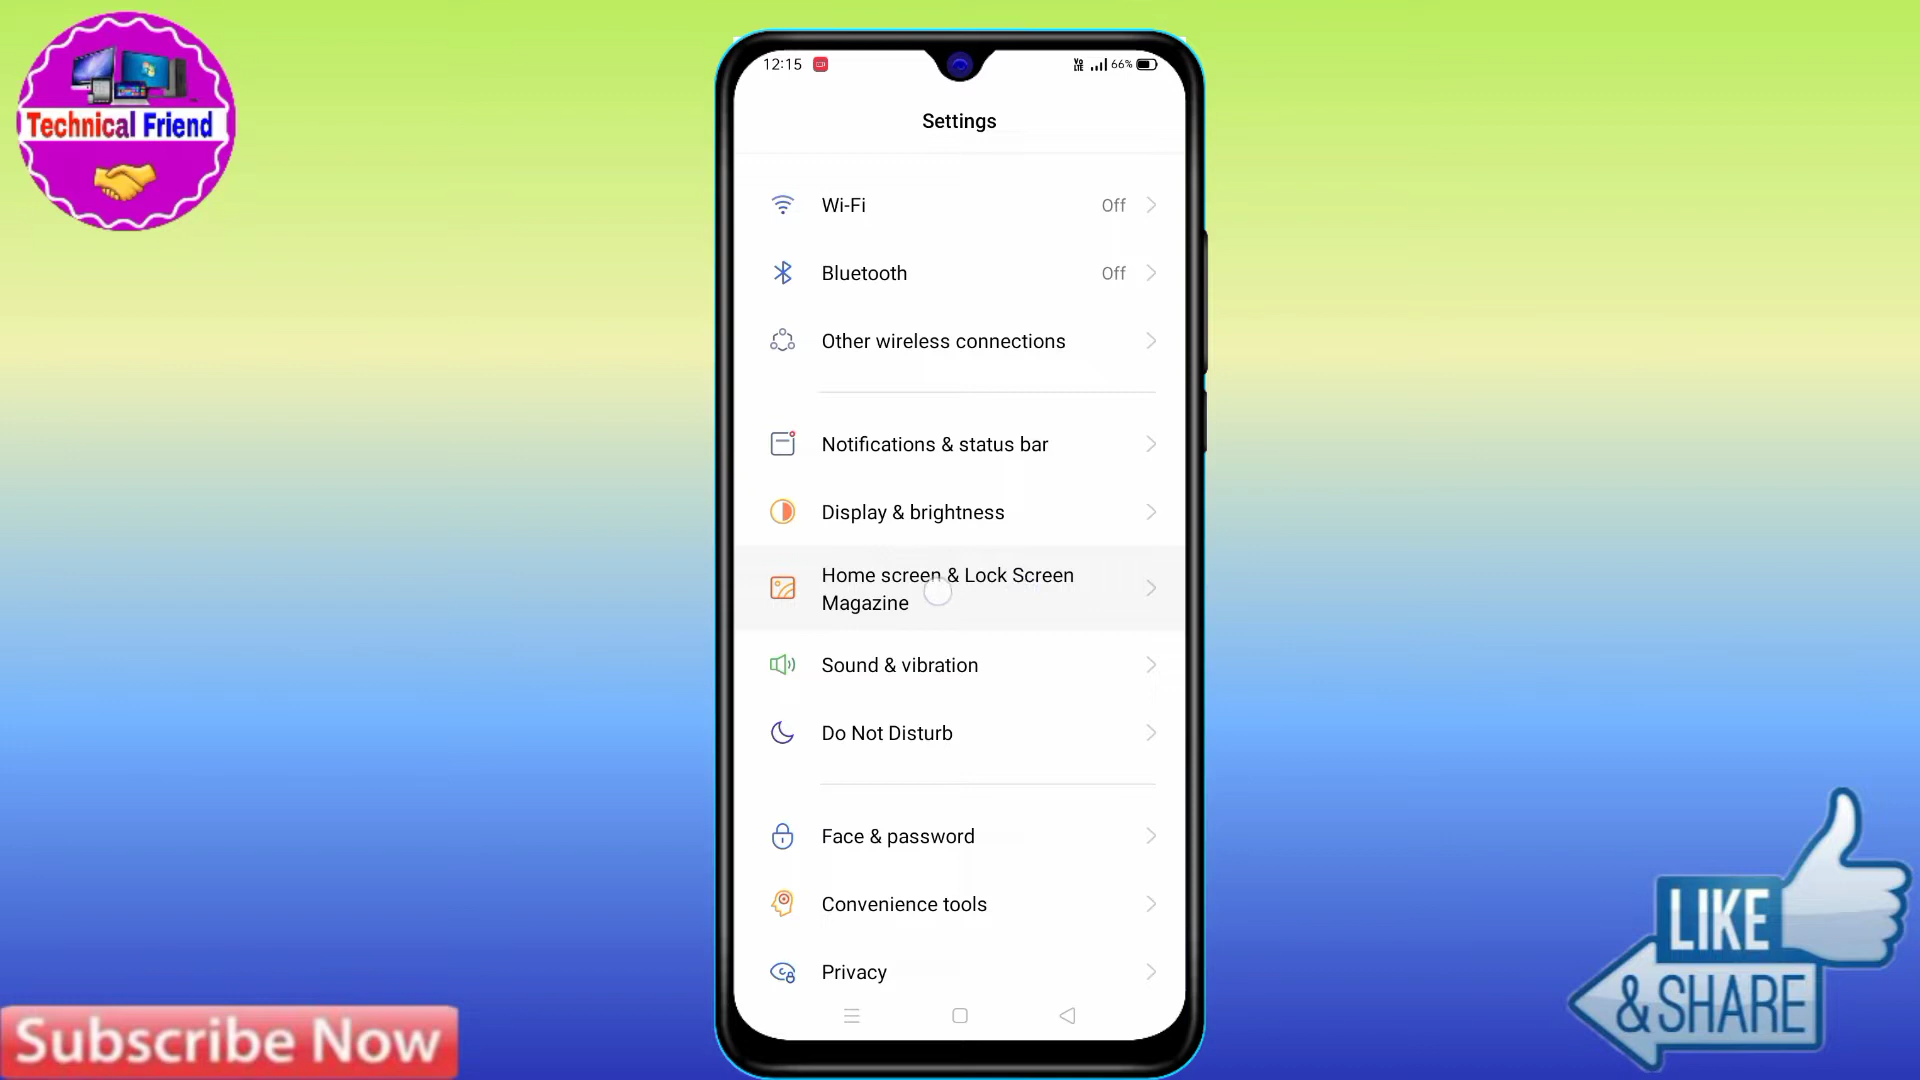 Technical Friend
12:15
Vo LTE 66%
Settings
Wi-Fi Off
Bluetooth Off
Other wireless connections
Notifications & status bar
Display & brightness
Home screen & Lock Screen
Magazine
Sound & vibration
Do Not Disturb
Face & password
Convenience tools
Privacy
LIKE
& SHARE
Subscribe Now